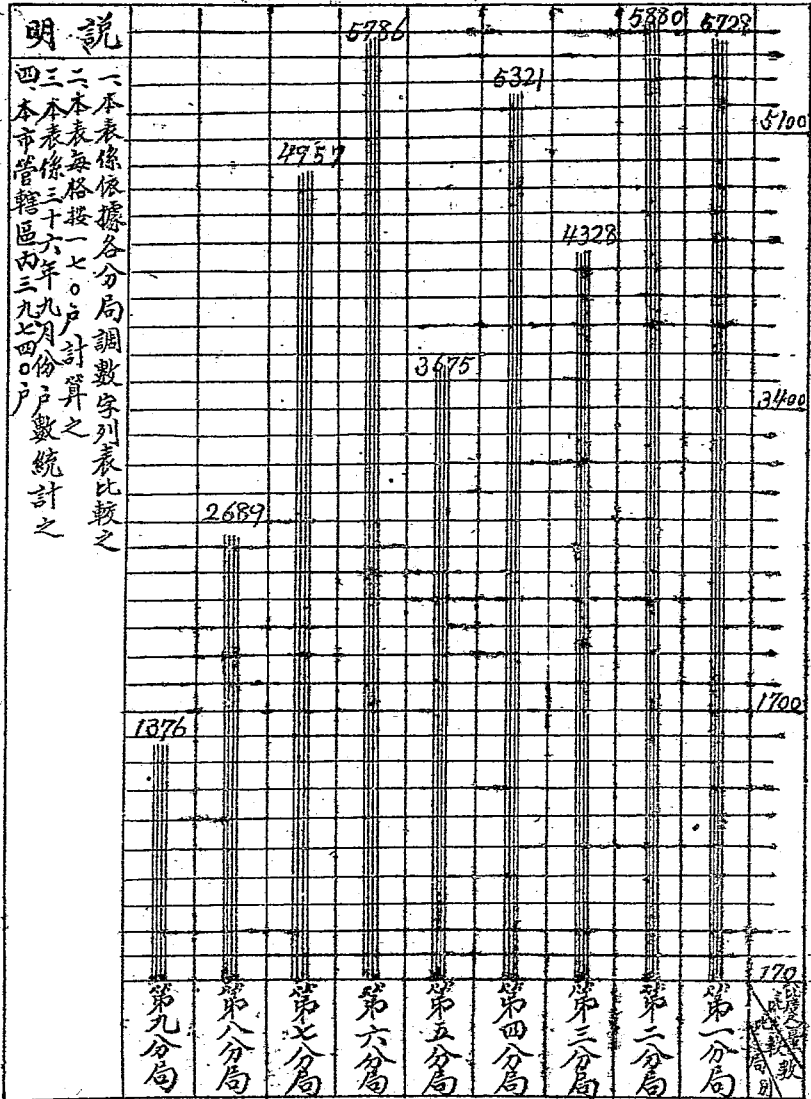 說明
一、本表係依據各分局調數字列表比較之
二、本表每格按一七○戶計算之
三、本表係三十六年九月份戶數統計之
四、本市管轄區內三九七四○戶
5729
5880
4328
5321
3675
5786
4957
2689
1376
5100
3400
1700
170
第一分局
第二分局
第三分局
第四分局
第五分局
第六分局
第七分局
第八分局
第九分局